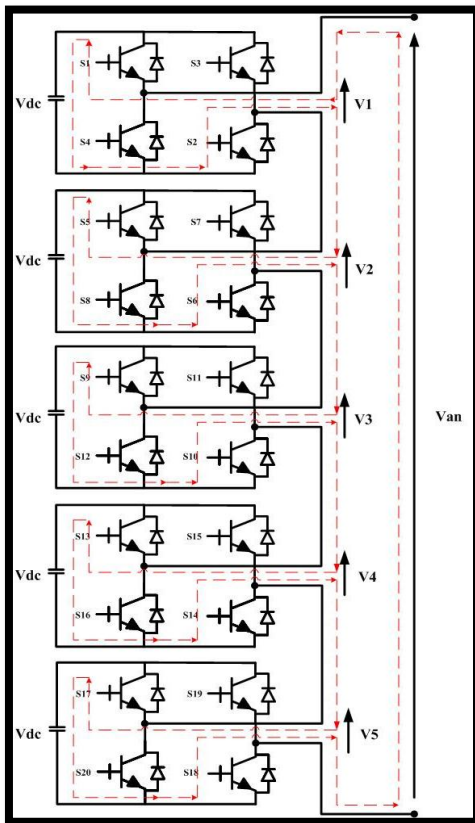 S1
S3
Vdc
V1
S4
S2
S5
S7
Vdc
V2
S8
S6
S9
S11
Vdc
V3
Van
S12
S10
S13
S15
Vdc
V4
S16
S14
S17
S19
Vdc
V5
S20
S18